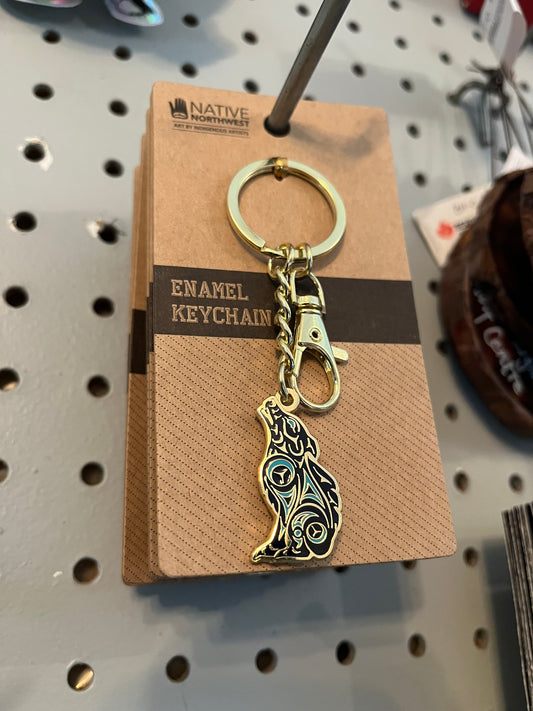 NATIVE
NORTHWEST
ART BY INDIGENOUS ARTISTS
ENAMEL
KEYCHAIN